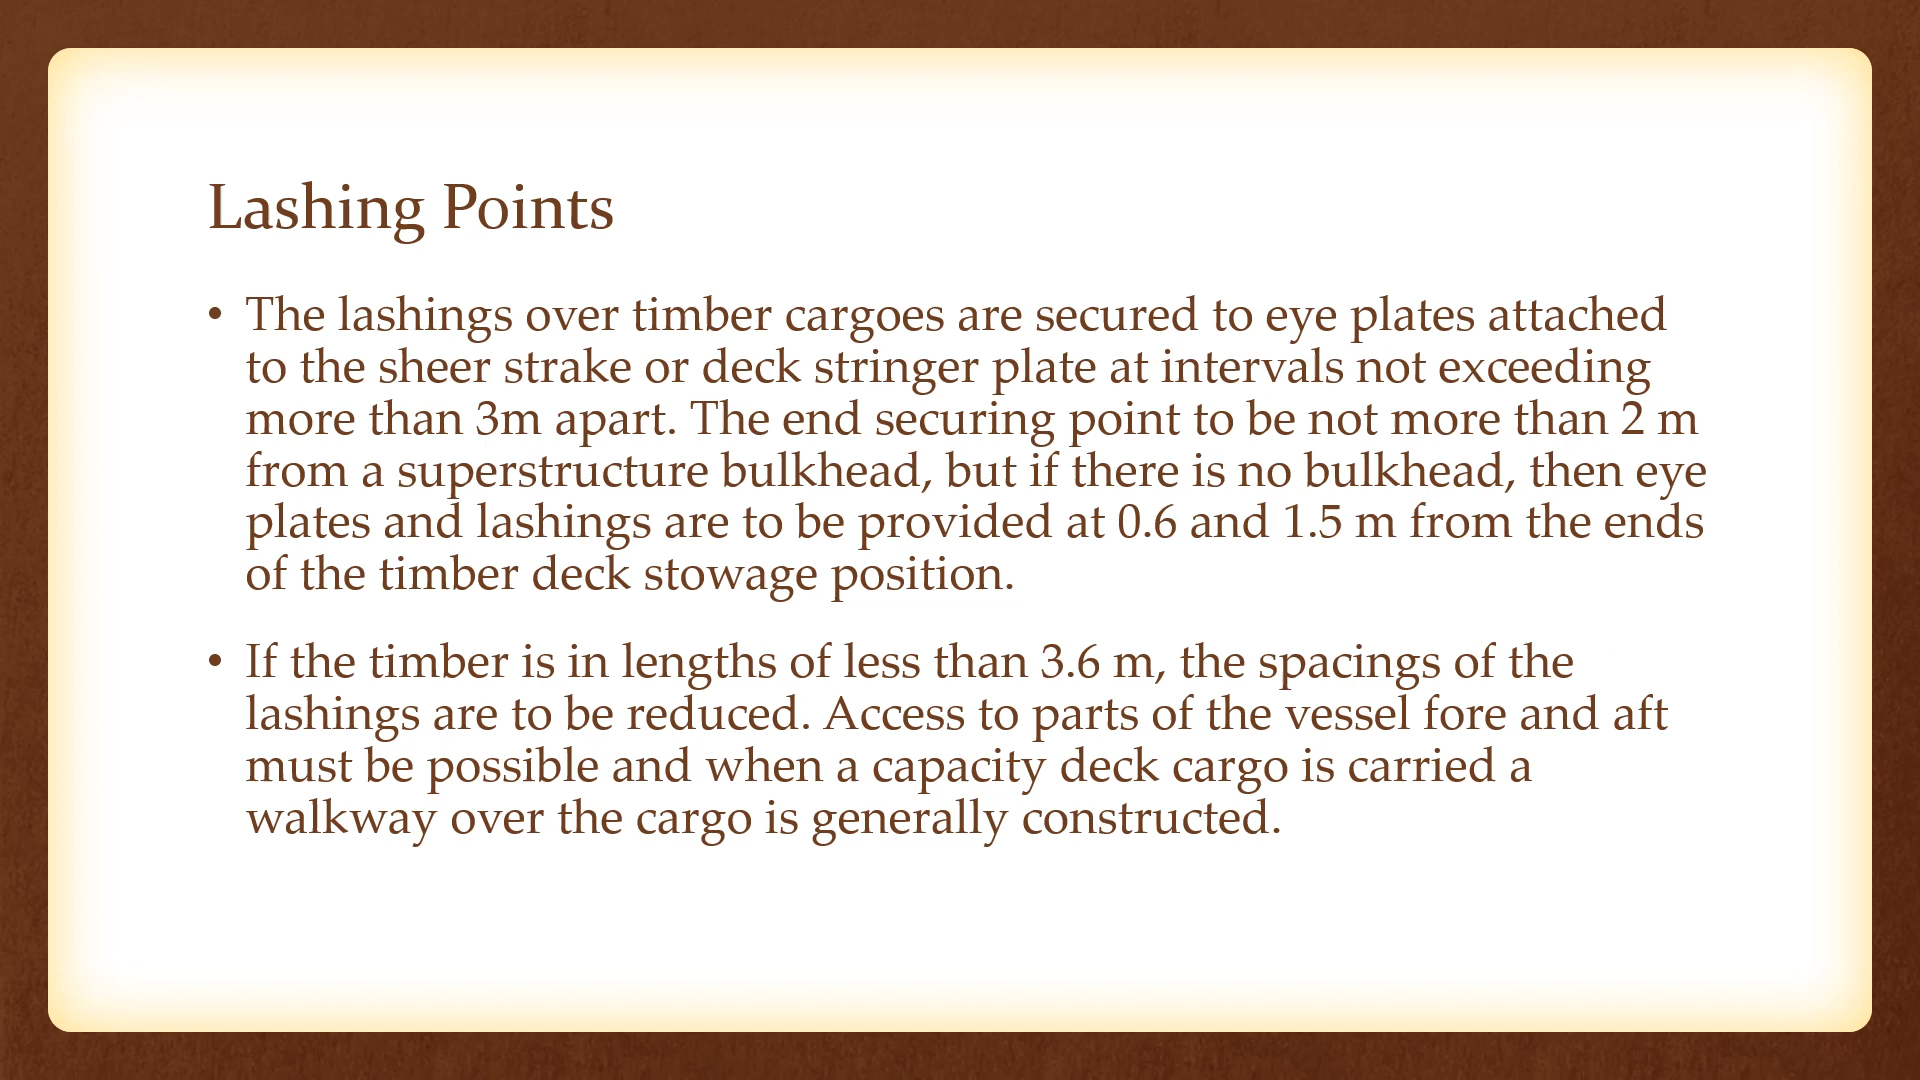 Lashing Points
• The lashings over timber cargoes are secured to eye plates attached
to the sheer strake or deck stringer plate at intervals not exceeding
more than 3m apart. The end securing point to be not more than 2 m
from a superstructure bulkhead, but if there is no bulkhead, then eye
plates and lashings are to be provided at 0.6 and 1.5 m from the ends
of the timber deck stowage position.
• If the timber is in lengths of less than 3.6 m, the spacings of the
lashings are to be reduced. Access to parts of the vessel fore and aft
must be possible and when a capacity deck cargo is carried a
walkway over the cargo is generally constructed.